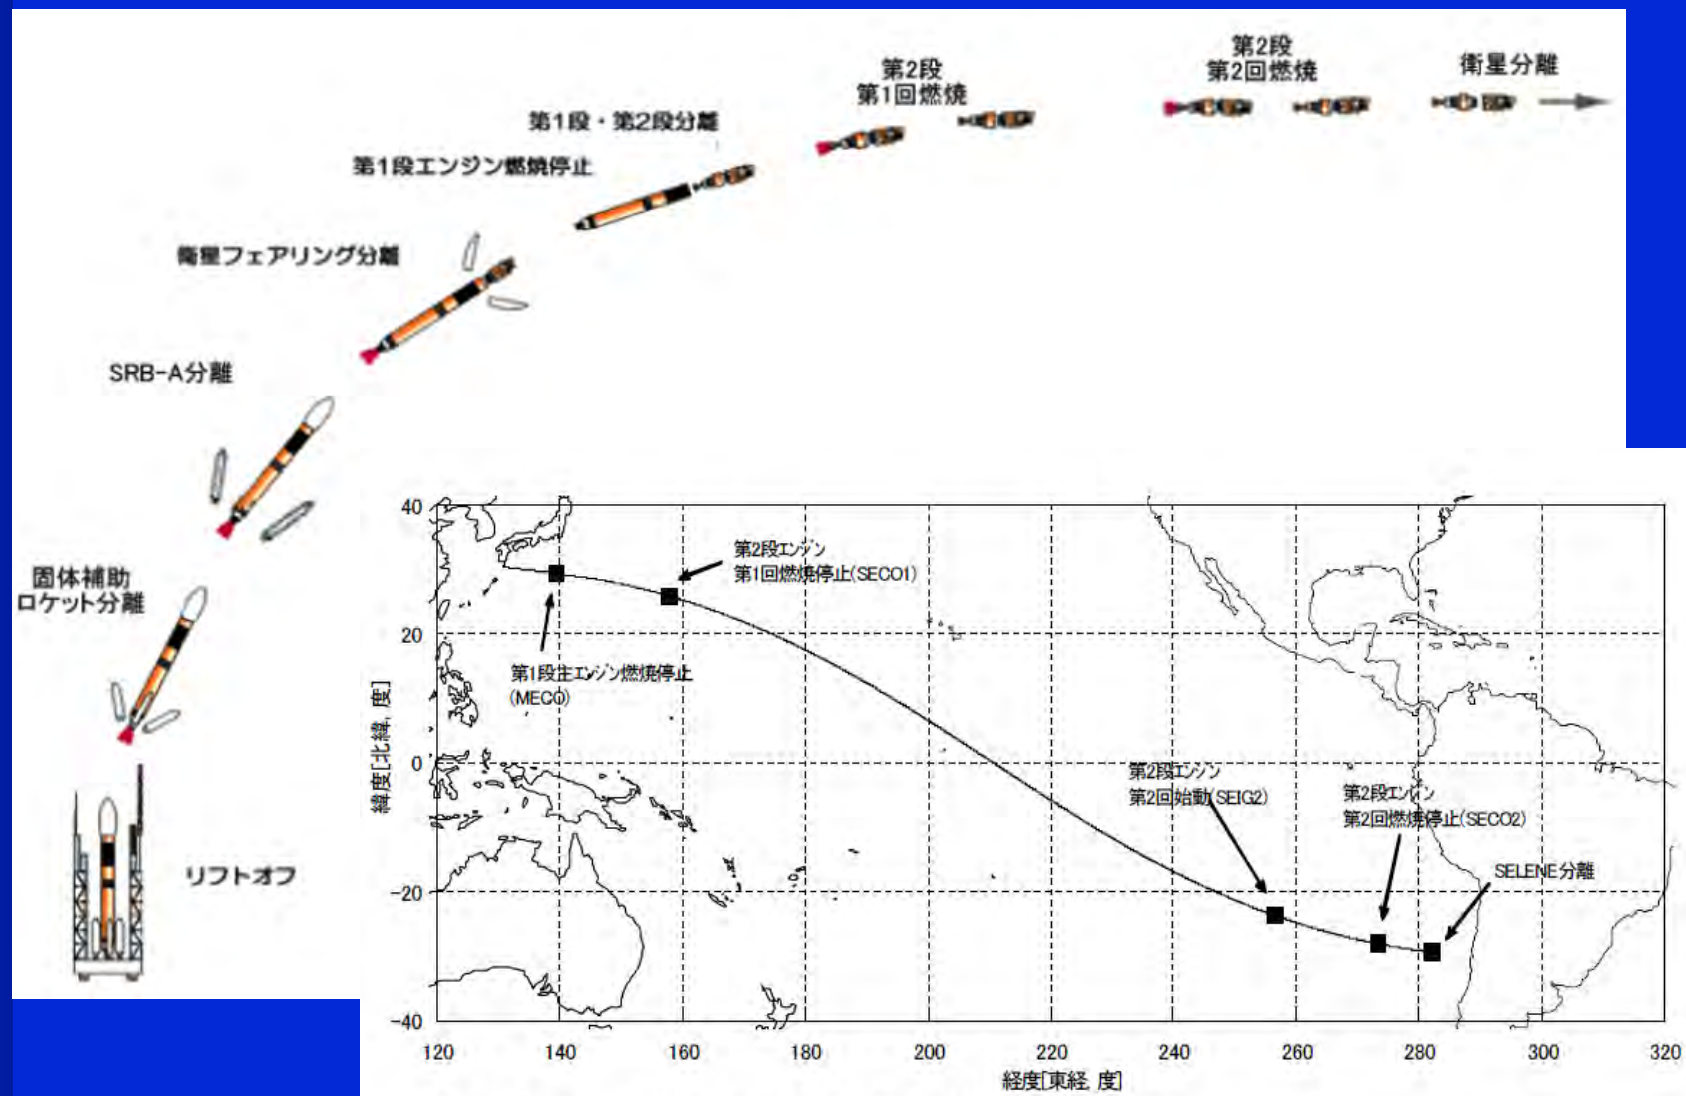 第2段
第1回燃焼
第2段
第2回燃焼
衛星分離
第1段・第2段分離
第1段エンジン燃焼停止
衛星フェアリング分離
SRB-A分離
固体補助
ロケット分離
リフトオフ
第2段エンジン
第1回燃焼停止(SECO1)
第1段主エンジン燃焼停止
(MECO)
第2段エンジン
第2回始動(SEIG2)
第2段エンジン
第2回燃焼停止(SECO2)
SELENE分離
40
20
0
-20
-40
緯度[北緯, 度]
120 140 160 180 200 220 240 260 280 300 320
経度[東経, 度]